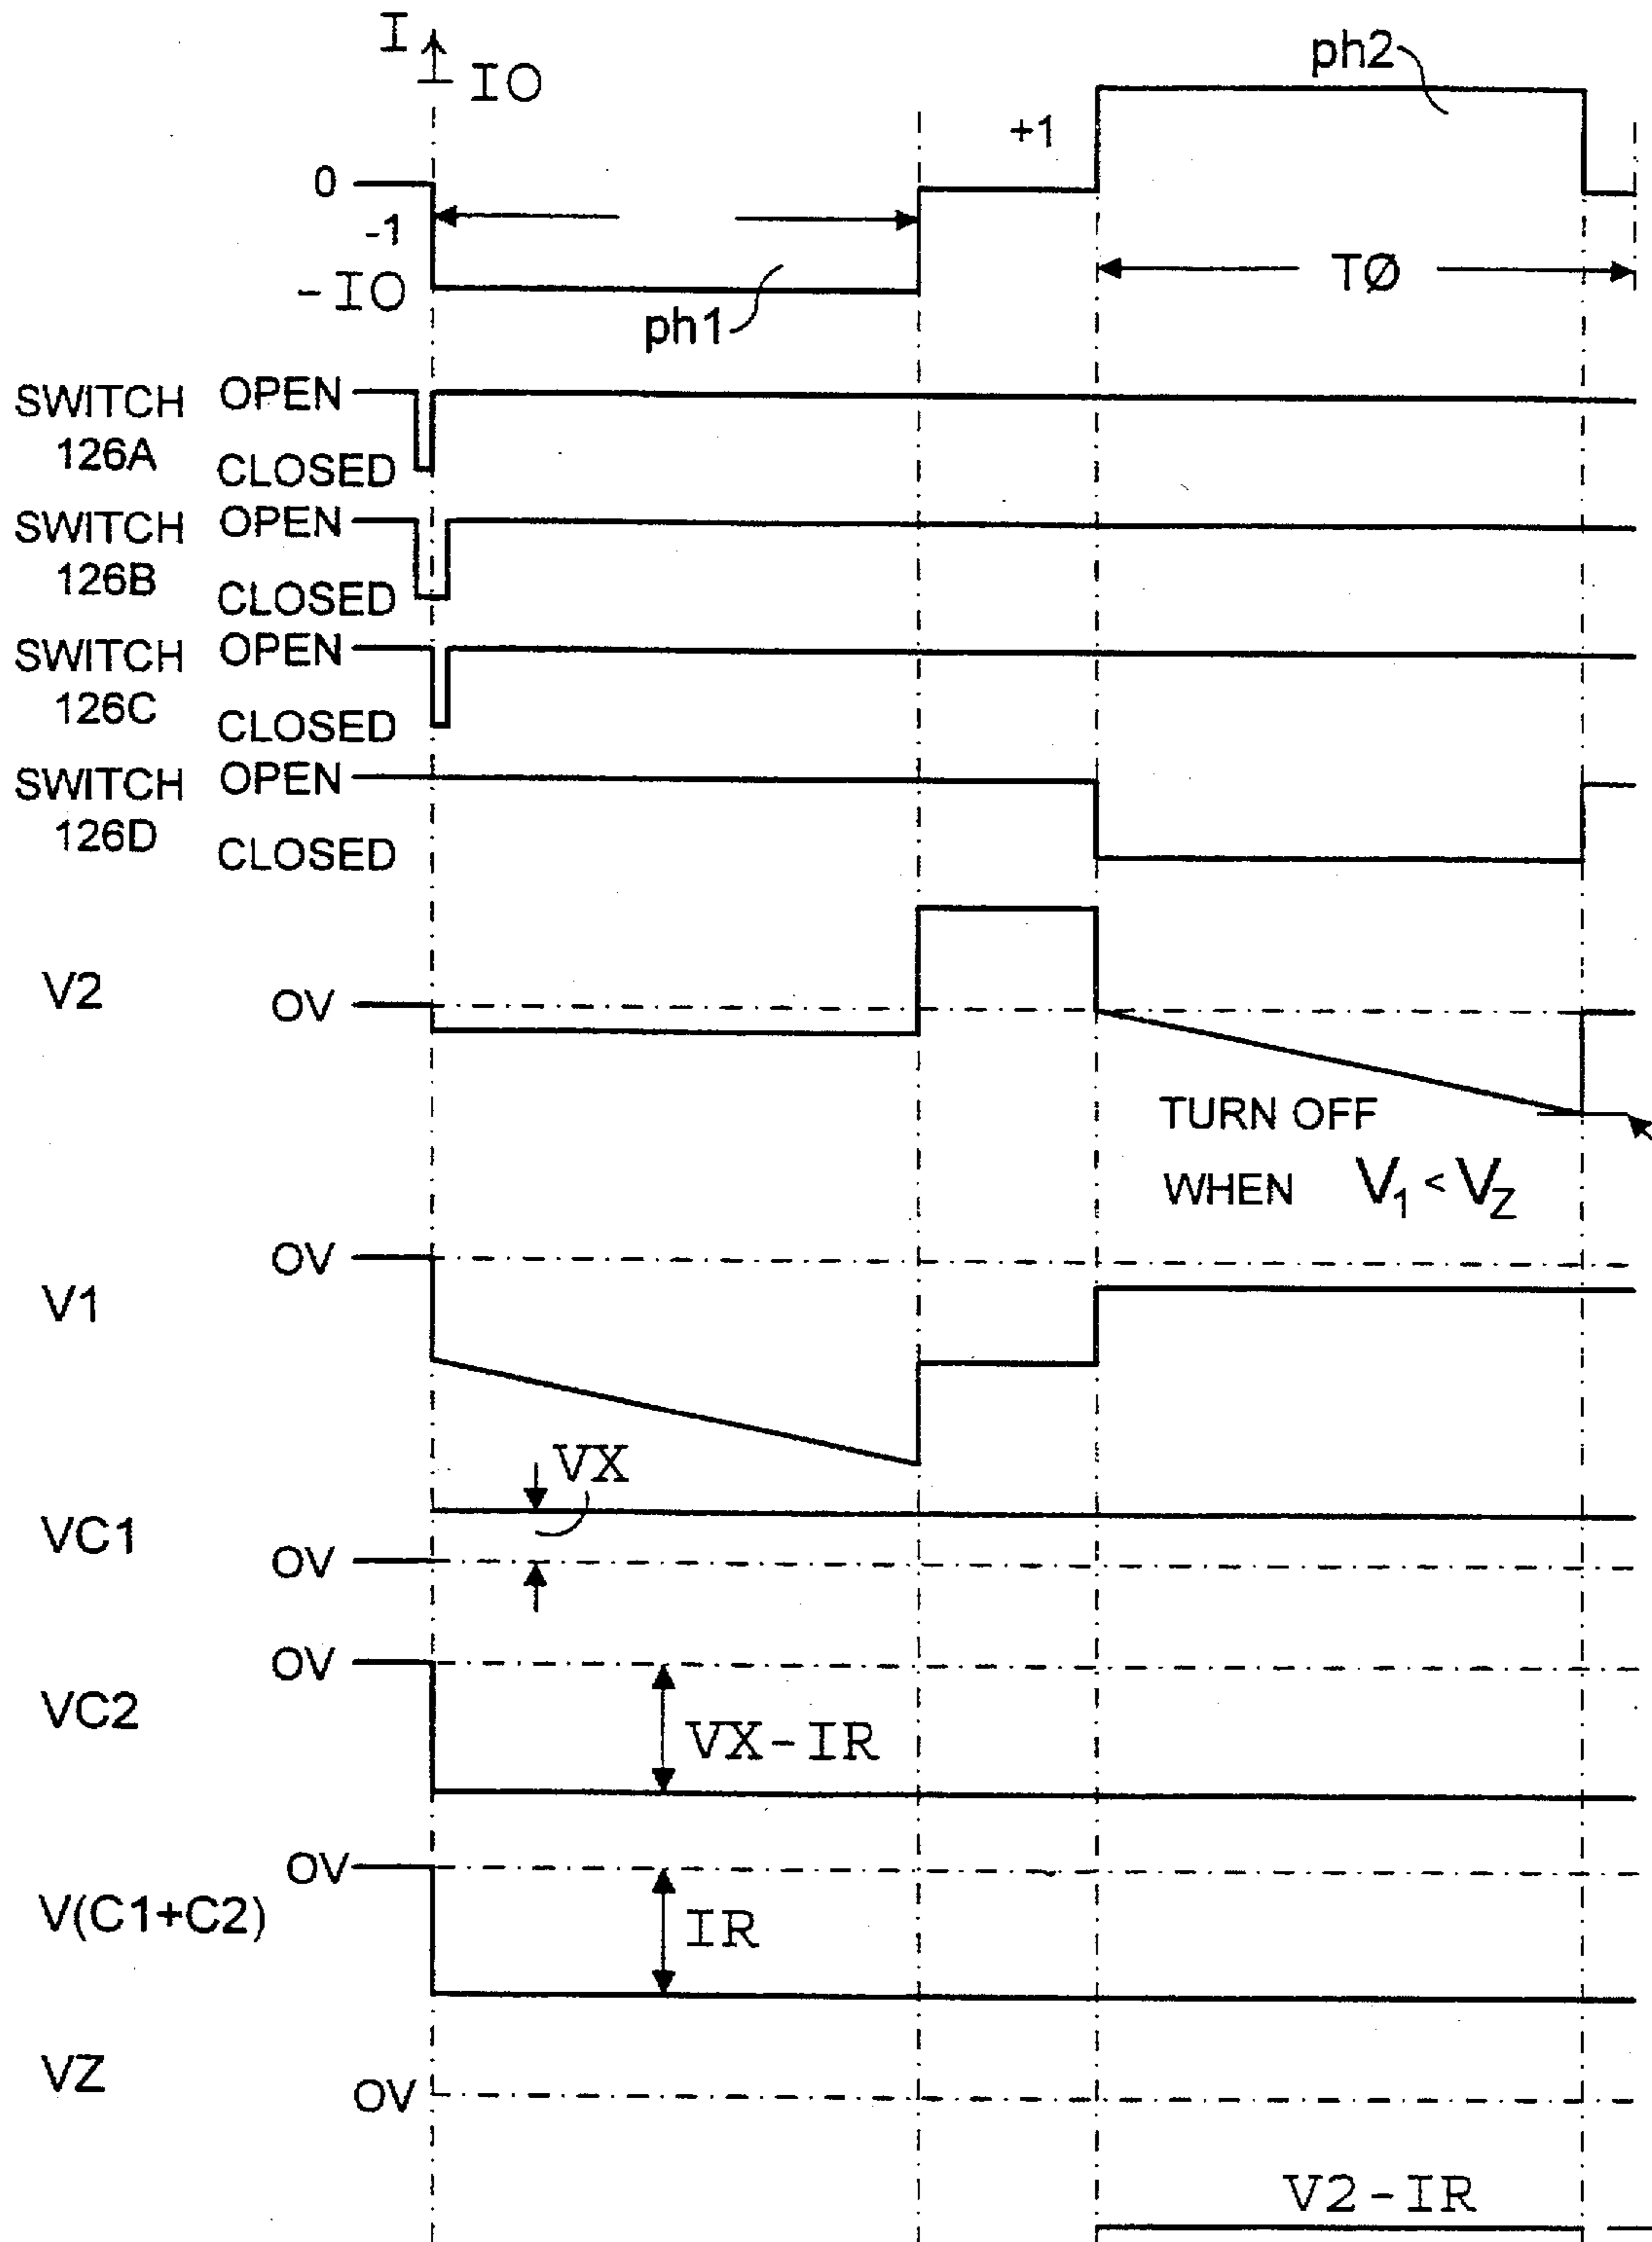 I
IO
ph2
+1
0
-1
-IO
TØ
ph1
SWITCH 126A
OPEN
CLOSED
SWITCH 126B
OPEN
CLOSED
SWITCH 126C
OPEN
CLOSED
SWITCH 126D
OPEN
CLOSED
V2
OV
TURN OFF
WHEN V1 < VZ
OV
V1
VX
VC1
OV
OV
VC2
VX-IR
OV
V(C1+C2)
IR
VZ
OV
V2-IR